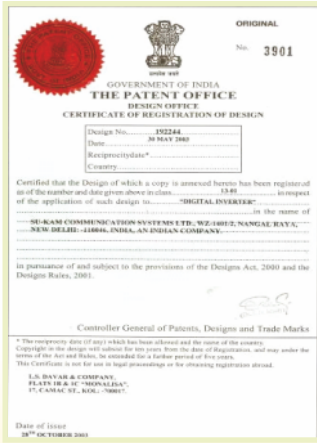 ORIGINAL
No. 3901
सत्यमेव जयते
GOVERNMENT OF INDIA
THE PATENT OFFICE
DESIGN OFFICE
CERTIFICATE OF REGISTRATION OF DESIGN
Design No. 192244
Date 30 MAY 2003
Reciprocitydate*
Country
Certified that the Design of which a copy is annexed hereto has been registered
as of the number and date given above in class 13-01 in respect
of the application of such design to "DIGITAL INVERTER"
in the name of
SU-KAM COMMUNICATION SYSTEMS LTD., WZ-1401/2, NANGAL RAYA,
NEW DELHI -110046, INDIA, AN INDIAN COMPANY.
in pursuance of and subject to the provisions of the Designs Act, 2000 and the
Designs Rules, 2001.
Controller General of Patents, Designs and Trade Marks
* The reciprocity date (if any) which has been allowed and the name of the country.
Copyright in the design will subsist for ten years from the date of Registration, and may under the
terms of the Act and Rules, be extended for a further period of five years.
This Certificate is not for use in legal proceedings or for obtaining registration abroad.
L.S. DAVAR & COMPANY,
FLATS 1B & 1C "MONALISA",
17, CAMAC ST., KOL.-700017.
Date of issue
28TH OCTOBER 2003